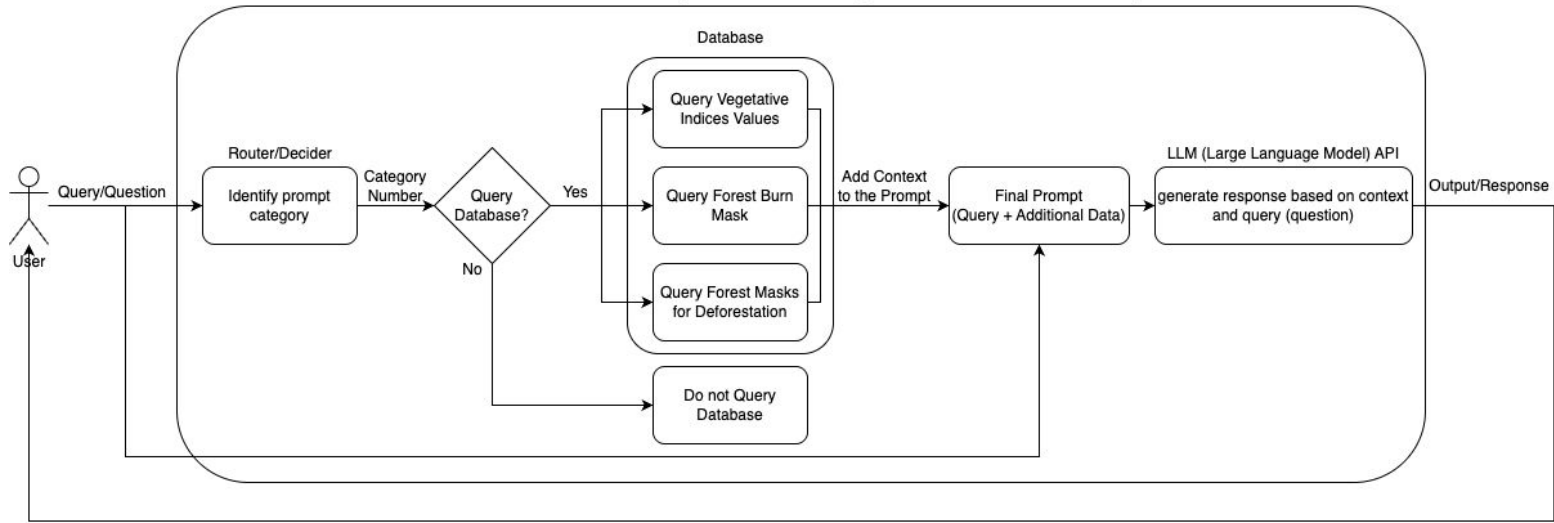 Database
Query Vegetative
Indices Values
Router/Decider
LLM (Large Language Model) API
Query/Question
Identify prompt
category
Category
Number
Query
Database?
Yes
Query Forest Burn
Mask
Add Context
to the Prompt
Final Prompt
(Query + Additional Data)
generate response based on context
and query (question)
Output/Response
User
No
Query Forest Masks
for Deforestation
Do not Query
Database